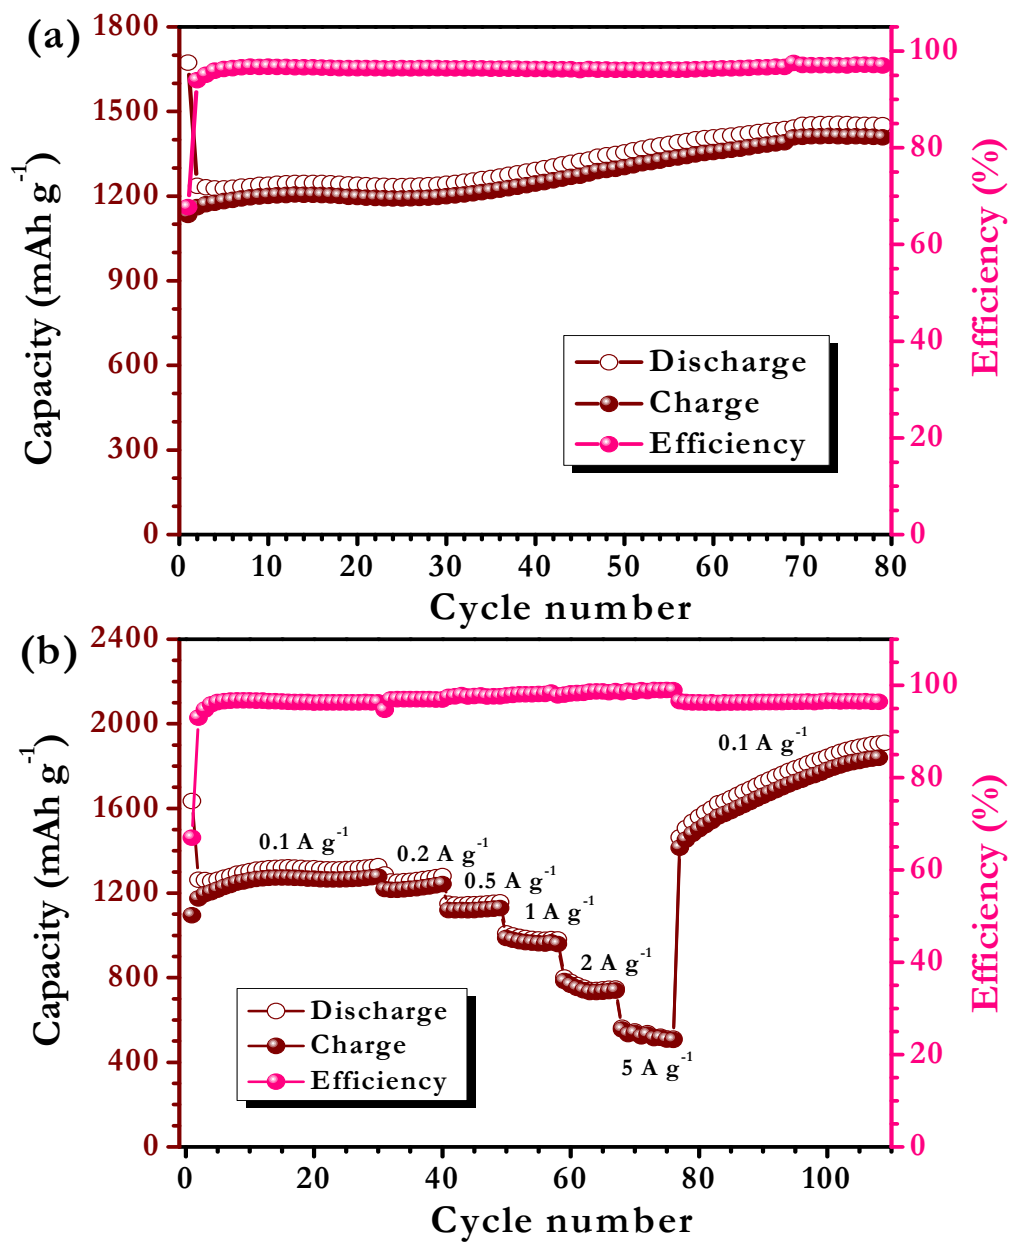 (a)
1800
1500
1200
900
600
300
0
Capacity (mAh g-1)
100
80
60
40
20
0
Efficiency (%)
Discharge
Charge
Efficiency
0 10 20 30 40 50 60 70 80
Cycle number
(b)
2400
2000
1600
1200
800
400
0
Capacity (mAh g-1)
100
80
60
40
20
0
Efficiency (%)
0.1 A g-1
0.2 A g-1
0.5 A g-1
1 A g-1
2 A g-1
5 A g-1
0.1 A g-1
Discharge
Charge
Efficiency
0 20 40 60 80 100
Cycle number